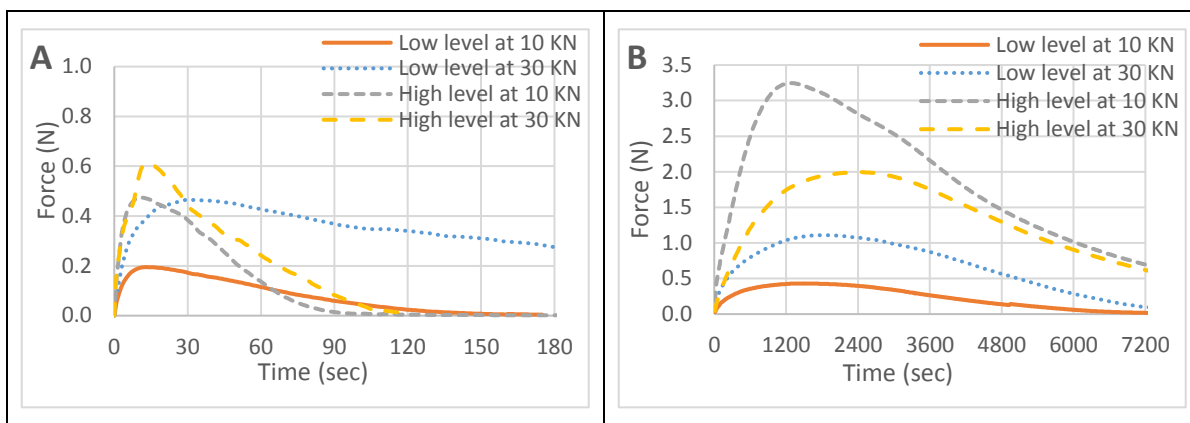 A
Low level at 10 KN
Low level at 30 KN
High level at 10 KN
High level at 30 KN
Force (N)
1.0
0.8
0.6
0.4
0.2
0.0
0 30 60 90 120 150 180
Time (sec)
B
Low level at 10 KN
Low level at 30 KN
High level at 10 KN
High level at 30 KN
Force (N)
3.5
3.0
2.5
2.0
1.5
1.0
0.5
0.0
0 1200 2400 3600 4800 6000 7200
Time (sec)